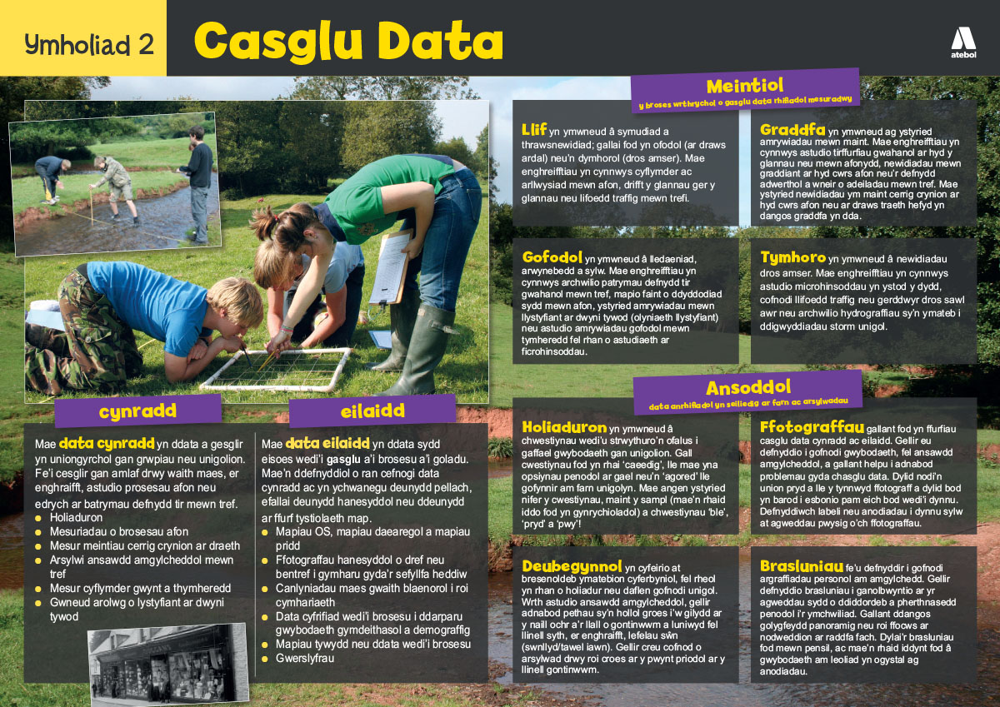 Ymholiad 2
Casglu Data
atebol
cynradd
Mae data cynradd yn ddata a gesglir
yn uniongyrchol gan grwpiau neu unigolion.
Fe'i cesglir gan amlaf drwy waith maes, er
enghraifft, astudio prosesau afon neu
edrych ar batrymau defnydd tir mewn tref.
Holiaduron
Mesuriadau o brosesau afon
Mesur meintiau cerrig crynion ar draeth
Arsylwi ansawdd amgylcheddol mewn
tref
Mesur cyflymder gwynt a thymheredd
Gwneud arolwg o lystyfiant ar dwyni
tywod
eilaidd
Mae data eilaidd yn ddata sydd
eisoes wedi'i gasglu a'i brosesu a'i goladu.
Mae'n ddefnyddiol o ran cefnogi data
cynradd ac yn ychwanegu deunydd pellach,
efallai deunydd hanesyddol neu ddeunydd
ar ffurf tystiolaeth map.
Mapiau OS, mapiau daearegol a mapiau
pridd
Ffotograffau hanesyddol o dref neu
bentref i gymharu gyda'r sefyllfa heddiw
Canlyniadau maes gwaith blaenorol i roi
cymhariaeth
Data cyfrifiad wedi'i brosesu i ddarparu
gwybodaeth gymdeithasol a demograffig
Mapiau tywydd neu ddata wedi'i brosesu
Gwerslyfrau
Meintiol
y broses wrthrychol o gasglu data rhifiadol mesuradwy
Llif yn ymwneud â symudiad a
thrawsnewidiad; gallai fod yn ofodol (ar draws
ardal) neu'n dymhorol (dros amser). Mae
enghreifftiau yn cynnwys cyflymder ac
arllwysiad mewn afon, drifft y glannau ger y
glannau neu lifoedd traffig mewn trefi.
Graddfa yn ymwneud ag ystyried
amrywiadau mewn maint. Mae enghreifftiau yn
cynnwys astudio tirffurfiau gwahanol ar hyd y
glannau neu mewn afonydd, newidiadau mewn
graddiant ar hyd cwrs afon neu'r defnydd
adwerthol a wneir o adeiladau mewn tref. Mae
ystyried newidiadau ym maint cerrig crynion ar
hyd cwrs afon neu ar draws traeth hefyd yn
dangos graddfa yn dda.
Gofodol yn ymwneud â lledaeniad,
arwynebedd a sylw. Mae enghreifftiau yn
cynnwys archwilio patrymau defnydd tir
gwahanol mewn tref, mapio faint o ddyddodiad
sydd mewn afon, ystyried amrywiadau mewn
llystyfiant ar dwyni tywod (olyniaeth llystyfiant)
neu astudio amrywiadau gofodol mewn
tymheredd fel rhan o astudiaeth ar
ficrohinsoddau.
Tymhoro yn ymwneud â newidiadau
dros amser. Mae enghreifftiau yn cynnwys
astudio microhinsoddau yn ystod y dydd,
cofnodi llifoedd traffig neu gerddwyr dros sawl
awr neu archwilio hydrograffiau sy'n ymateb i
ddigwyddiadau storm unigol.
Ansoddol
data anrhifiadol yn seiliedig ar farn ac arsylwadau
Holiaduron yn ymwneud â
chwestiynau wedi'u strwythuro'n ofalus i
gaffael gwybodaeth gan unigolion. Gall
cwestiynau fod yn rhai 'caeedig', lle mae yna
opsiynau penodol ar gael neu'n 'agored' lle
gofynnir am farn unigolyn. Mae angen ystyried
nifer y cwestiynau, maint y sampl (mae'n rhaid
iddo fod yn gynrychioladol) a chwestiynau 'ble',
'pryd' a 'pwy'!
Ffotograffau gallant fod yn ffurfiau
casglu data cynradd ac eilaidd. Gellir eu
defnyddio i gofnodi gwybodaeth, fel ansawdd
amgylcheddol, a gallant helpu i adnabod
problemau gyda chasglu data. Dylid nodi'n
union pryd a lle y tynnwyd ffotograff a dylid bod
yn barod i esbonio pam eich bod wedi'i dynnu.
Defnyddiwch labeli neu anodiadau i dynnu sylw
at agweddau pwysig o'ch ffotograffau.
Deubegynnol yn cyfeirio at
bresenoldeb ymatebion cyferbyniol, fel rheol
yn rhan o holiadur neu daflen gofnodi unigol.
Wrth astudio ansawdd amgylcheddol, gellir
adnabod pethau sy'n hollol groes i'w gilydd ar
y naill ochr a'r llall o gontinwwm a luniwyd fel
llinell syth, er enghraifft, lefelau sŵn
(swnllyd/tawel iawn). Gellir creu cofnod o
arsylwad drwy roi croes ar y pwynt priodol ar y
llinell gontinwwm.
Brasluniau fe'u defnyddir i gofnodi
argraffiadau personol am amgylchedd. Gellir
defnyddio brasluniau i ganolbwyntio ar yr
agweddau sydd o ddiddordeb a pherthnasedd
penodol i'r ymchwiliad. Gallant ddangos
golygfeydd panoramig neu roi ffocws ar
nodweddion ar raddfa fach. Dylai'r brasluniau
fod mewn pensil, ac mae'n rhaid iddynt fod â
gwybodaeth am leoliad yn ogystal ag
anodiadau.